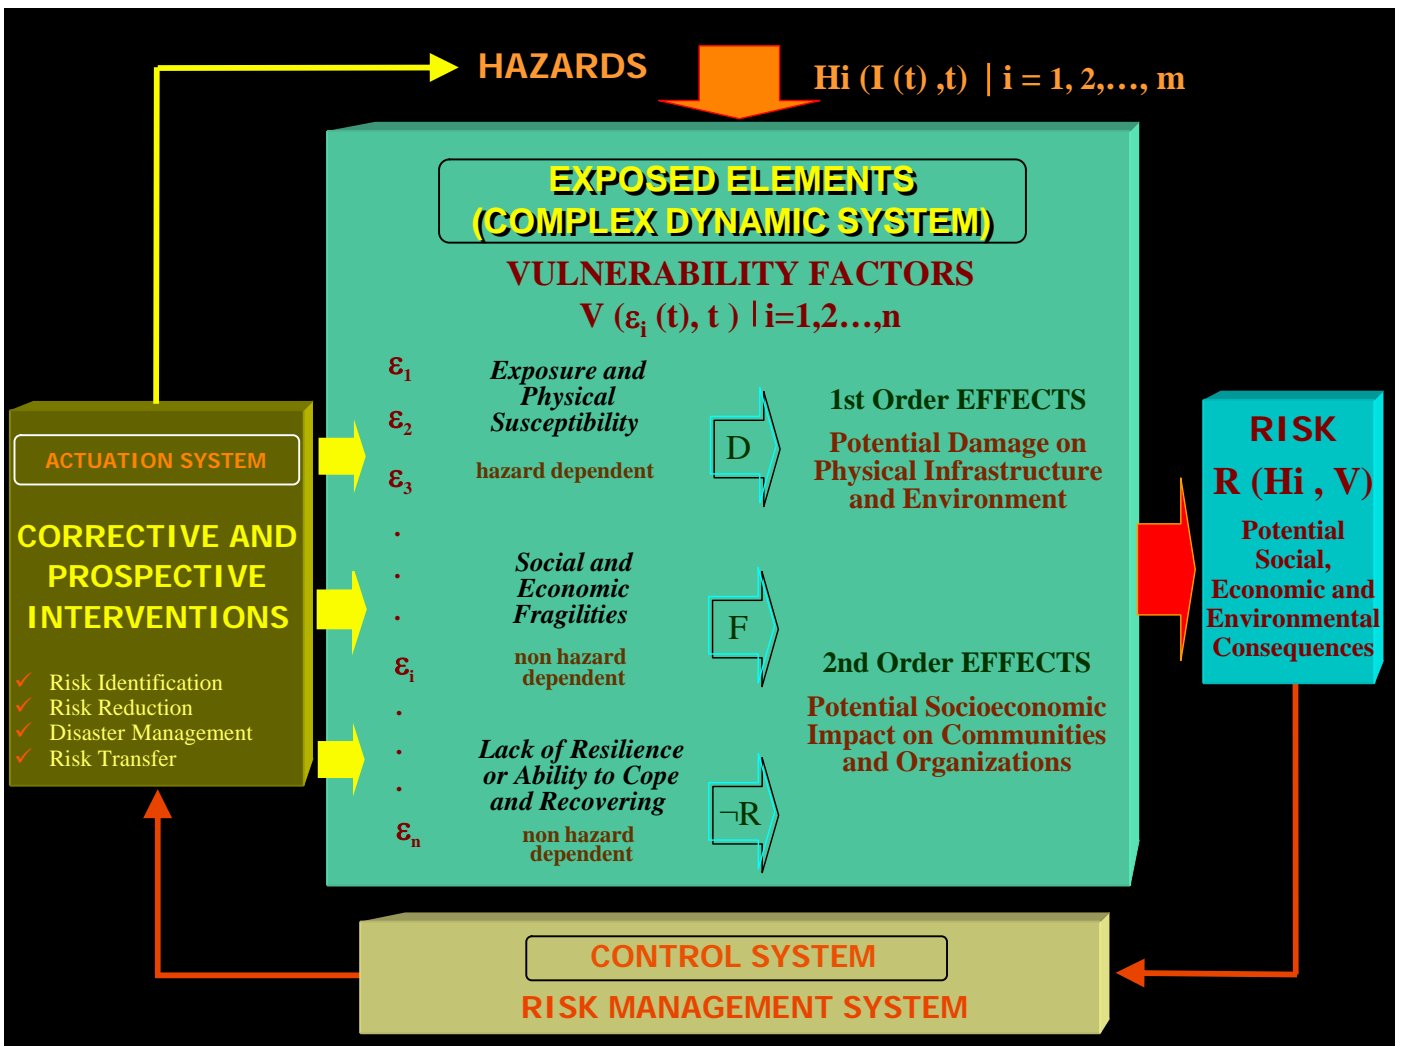 HAZARDS
Hi (I (t) ,t) | i = 1, 2,…, m
EXPOSED ELEMENTS
(COMPLEX DYNAMIC SYSTEM)
VULNERABILITY FACTORS
V (εi (t), t ) | i=1,2…,n
ε1
ε2
ε3
.
.
.
εi
.
.
.
εn
Exposure and
Physical
Susceptibility
hazard dependent
D
1st Order EFFECTS
Potential Damage on
Physical Infrastructure
and Environment
Social and
Economic
Fragilities
non hazard
dependent
F
2nd Order EFFECTS
Potential Socioeconomic
Impact on Communities
and Organizations
Lack of Resilience
or Ability to Cope
and Recovering
non hazard
dependent
¬R
ACTUATION SYSTEM
CORRECTIVE AND
PROSPECTIVE
INTERVENTIONS
✓ Risk Identification
✓ Risk Reduction
✓ Disaster Management
✓ Risk Transfer
RISK
R (Hi , V)
Potential
Social,
Economic and
Environmental
Consequences
CONTROL SYSTEM
RISK MANAGEMENT SYSTEM